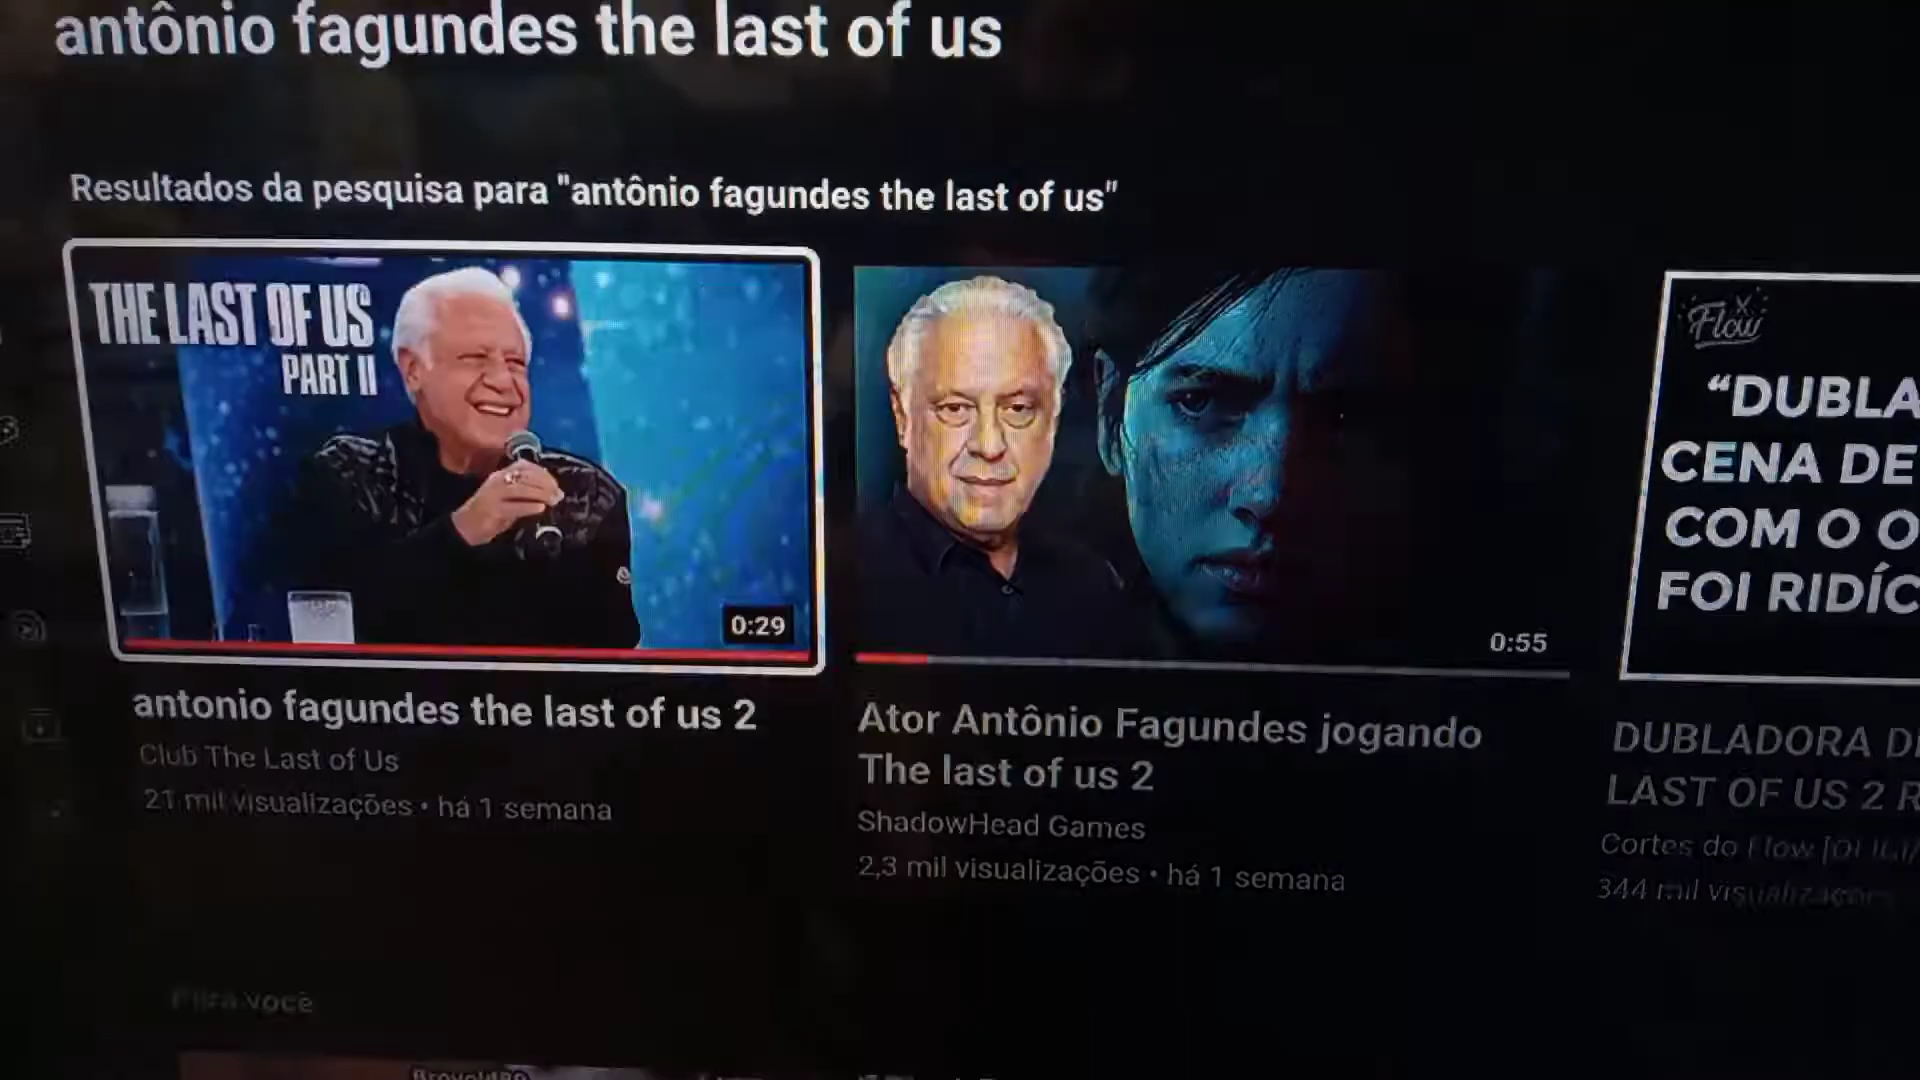 antônio fagundes the last of us
Resultados da pesquisa para "antônio fagundes the last of us"
THE LAST OF US
PART II
0:29
antonio fagundes the last of us 2
Club The Last of Us
21 mil visualizações • há 1 semana
0:55
Ator Antônio Fagundes jogando
The last of us 2
ShadowHead Games
2,3 mil visualizações • há 1 semana
Flow
“DUBLA
CENA DE
COM O O
FOI RIDÍC
DUBLADORA D
LAST OF US 2 R
Cortes do Flow
344 mil visualizações
Para você